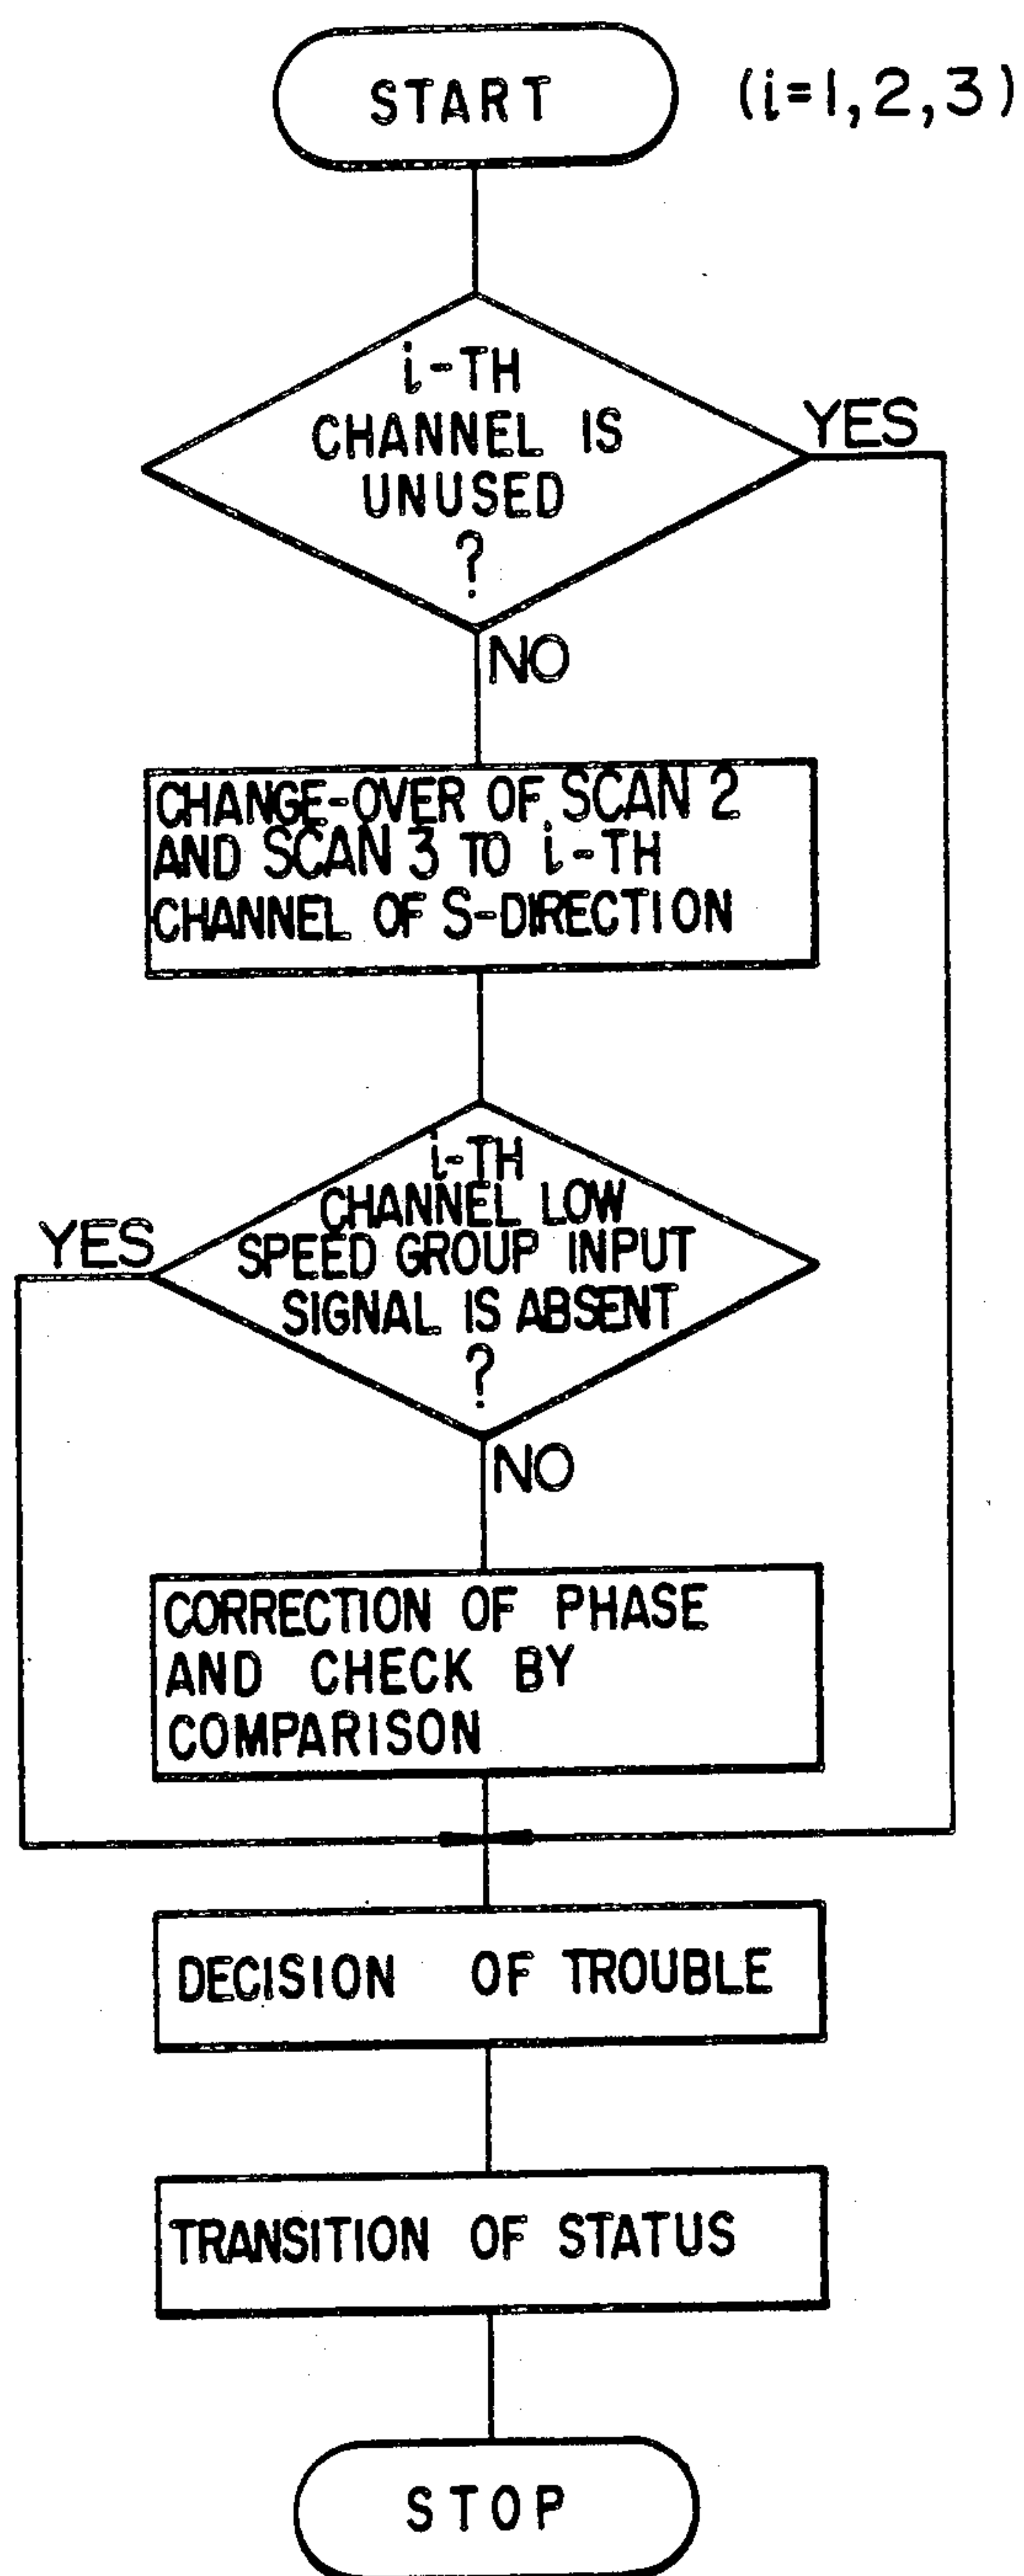 START (i=1,2,3)
i-TH
CHANNEL IS
UNUSED
?
YES
NO
CHANGE-OVER OF SCAN 2
AND SCAN 3 TO i-TH
CHANNEL OF S-DIRECTION
i-TH
CHANNEL LOW
SPEED GROUP INPUT
SIGNAL IS ABSENT
?
YES
NO
CORRECTION OF PHASE
AND CHECK BY
COMPARISON
DECISION OF TROUBLE
TRANSITION OF STATUS
STOP